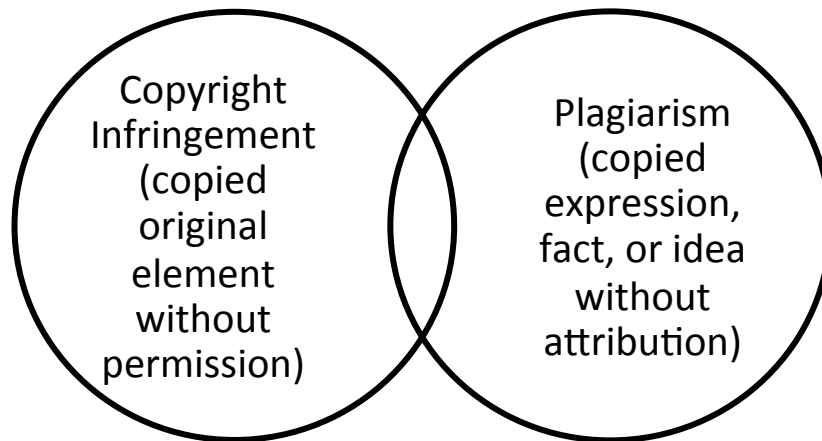 Copyright
Infringement
(copied
original
element
without
permission)
Plagiarism
(copied
expression,
fact, or idea
without
attribution)